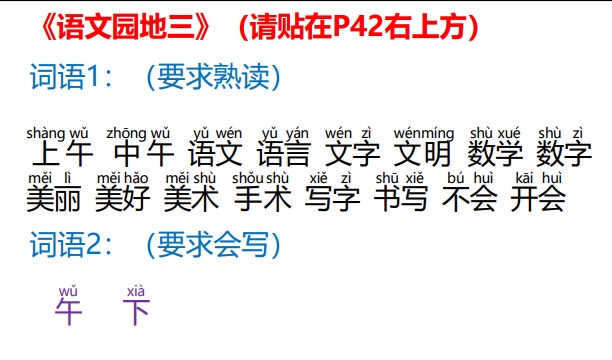 《语文园地三》（请贴在P42右上方）
词语1：（要求熟读）
shàng wǔ zhōng wǔ yǔ wén yǔ yán wén zì wénmíng shù xué shù zì
上午 中午 语文 语言 文字 文明 数学 数字
měi lì měi hǎo měi shù shǒu shù xiě zì shū xiě bú huì kāi huì
美丽 美好 美术 手术 写字 书写 不会 开会
词语2：（要求会写）
wǔ xià
午 下